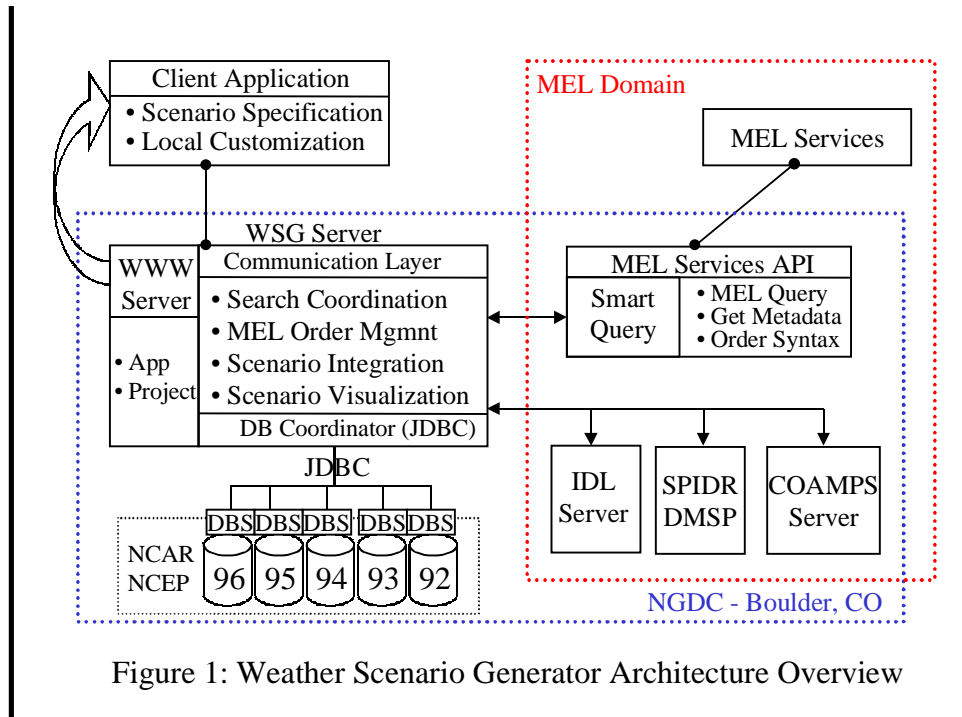 Client Application
• Scenario Specification
• Local Customization
MEL Domain
MEL Services
WSG Server
WWW
Server
• App
• Project
Communication Layer
• Search Coordination
• MEL Order Mgmnt
• Scenario Integration
• Scenario Visualization
DB Coordinator (JDBC)
MEL Services API
Smart
Query
• MEL Query
• Get Metadata
• Order Syntax
JDBC
IDL
Server
SPIDR
DMSP
COAMPS
Server
DBS DBS DBS DBS DBS
NCAR
NCEP
96 95 94 93 92
NGDC - Boulder, CO
Figure 1: Weather Scenario Generator Architecture Overview